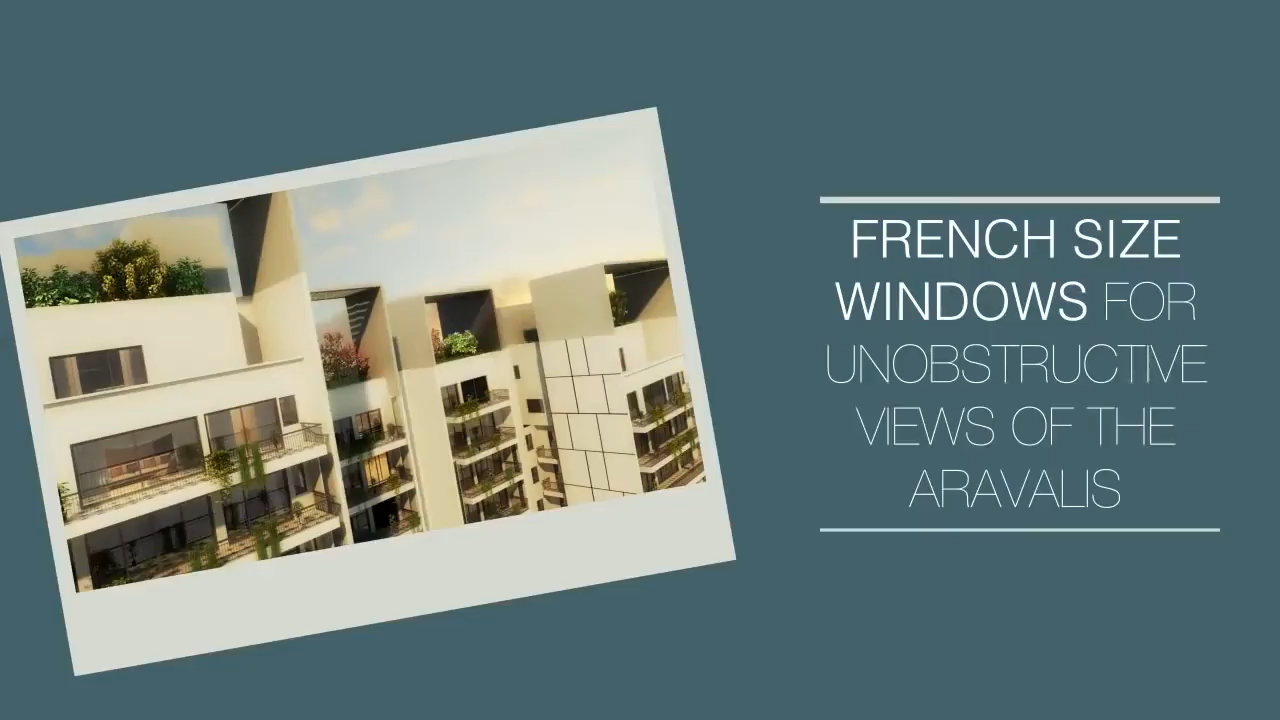 FRENCH SIZE
WINDOWS FOR
UNOBSTRUCTIVE
VIEWS OF THE
ARAVALIS